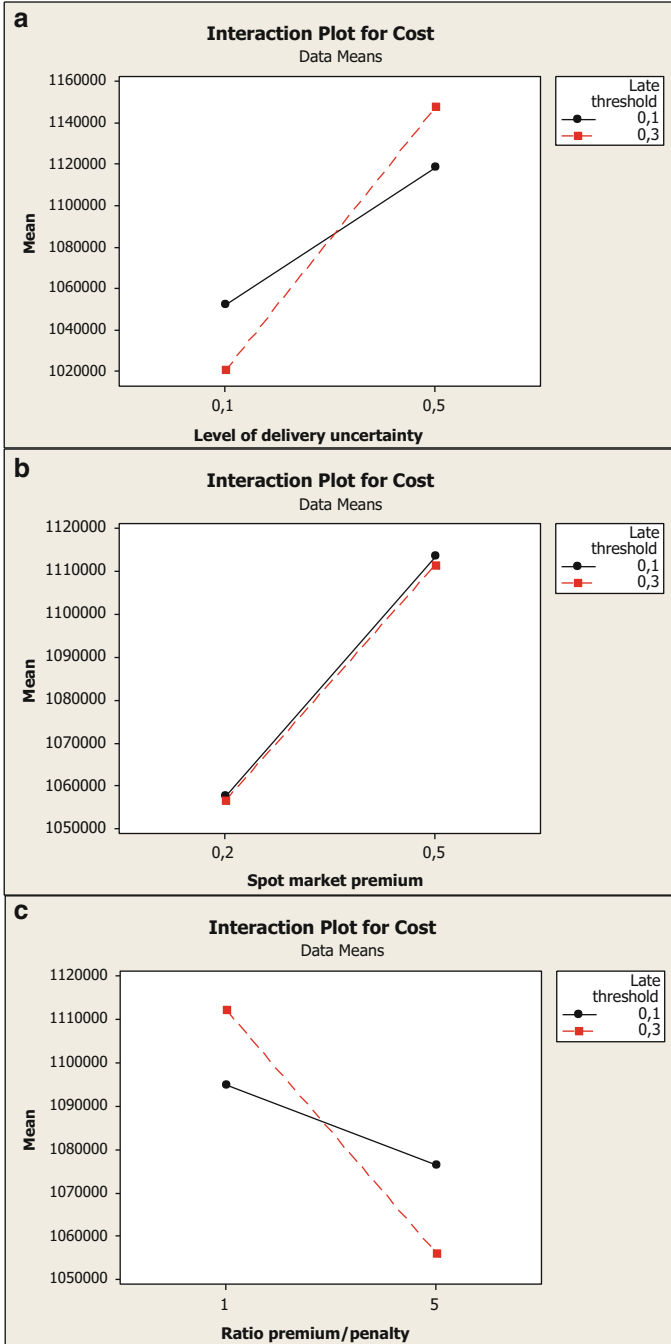 a
Interaction Plot for Cost
Data Means
1160000
1140000
1120000
1100000
1080000
1060000
1040000
1020000
Mean
0,1
0,5
Level of delivery uncertainty
Late
threshold
0,1
0,3
b
Interaction Plot for Cost
Data Means
1120000
1110000
1100000
1090000
1080000
1070000
1060000
1050000
Mean
0,2
0,5
Spot market premium
Late
threshold
0,1
0,3
c
Interaction Plot for Cost
Data Means
1120000
1110000
1100000
1090000
1080000
1070000
1060000
1050000
Mean
1
5
Ratio premium/penalty
Late
threshold
0,1
0,3